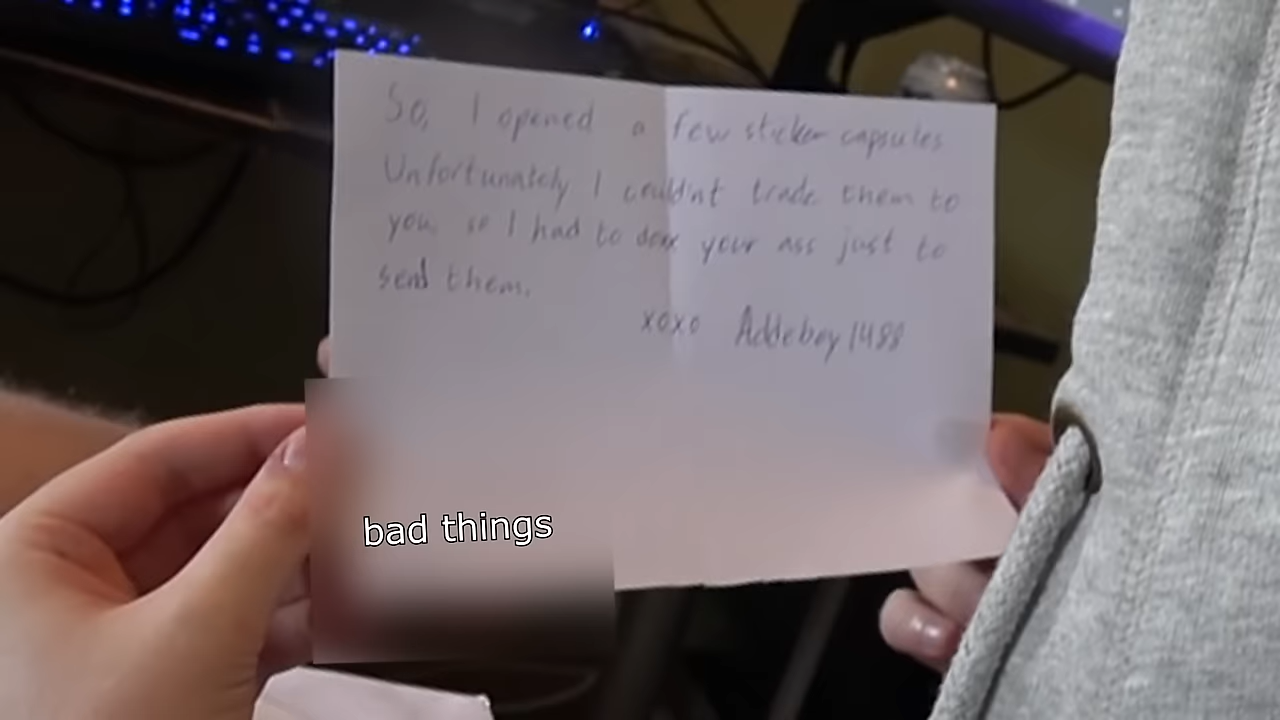 So, I opened a few sticker capsules
Unfortunately I couldn't trade them to
you, so I had to doxx your ass just to
send them.
xoxo Addeboy1488
bad things